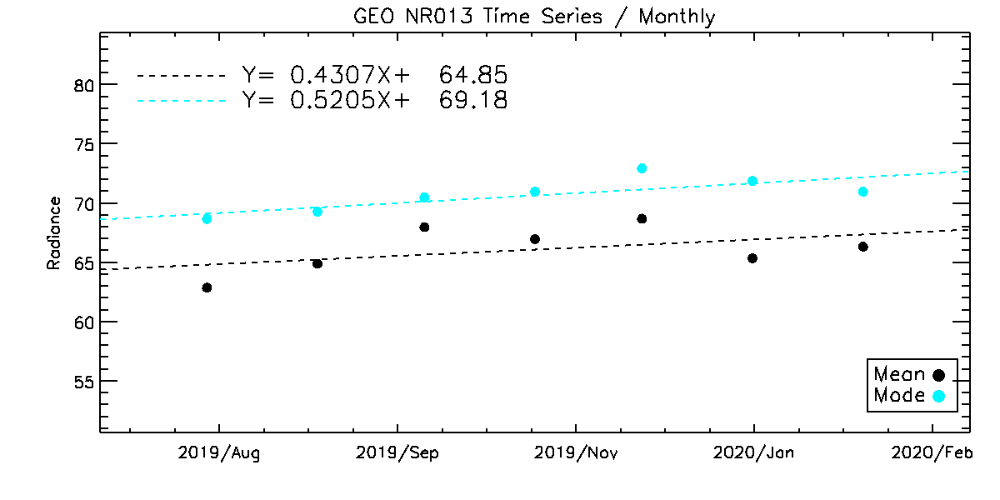 GEO NR013 Time Series / Monthly
Y= 0.4307X+ 64.85
Y= 0.5205X+ 69.18
80
75
70
65
60
55
Radiance
Mean
Mode
2019/Aug 2019/Sep 2019/Nov 2020/Jan 2020/Feb